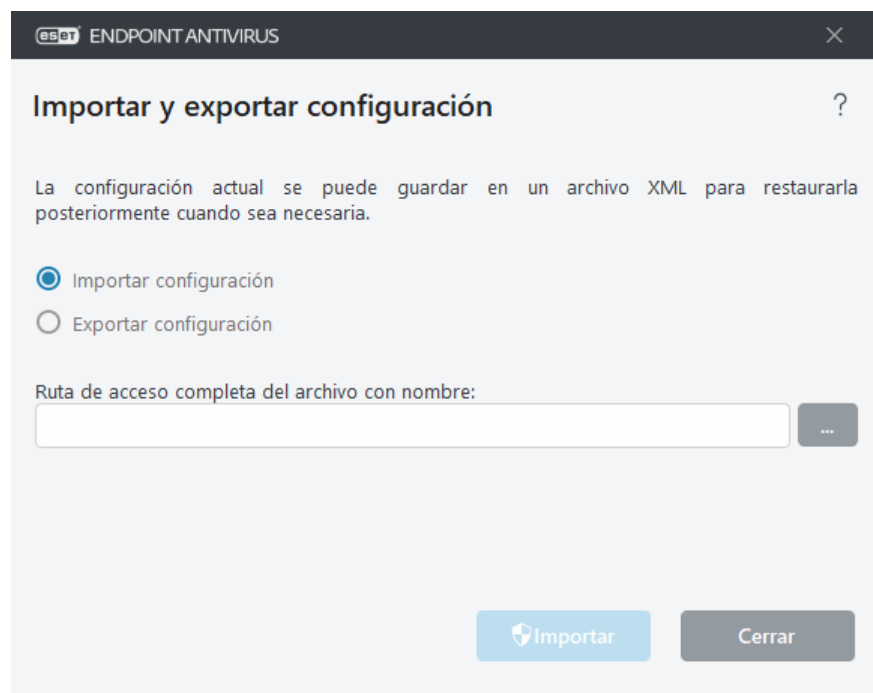 eset ENDPOINT ANTIVIRUS
Importar y exportar configuración
?
La configuración actual se puede guardar en un archivo XML para restaurarla
posteriormente cuando sea necesaria.
Importar configuración
Exportar configuración
Ruta de acceso completa del archivo con nombre:
...
Importar
Cerrar